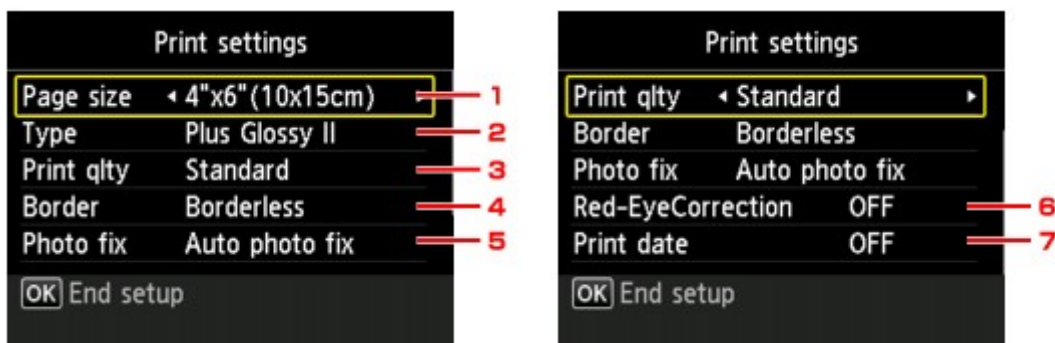 Print settings
Page size 4"x6"(10x15cm) 1
Type Plus Glossy II 2
Print qlty Standard 3
Border Borderless 4
Photo fix Auto photo fix 5
OK End setup
Print settings
Print qlty Standard
Border Borderless
Photo fix Auto photo fix
Red-EyeCorrection OFF 6
Print date OFF 7
OK End setup